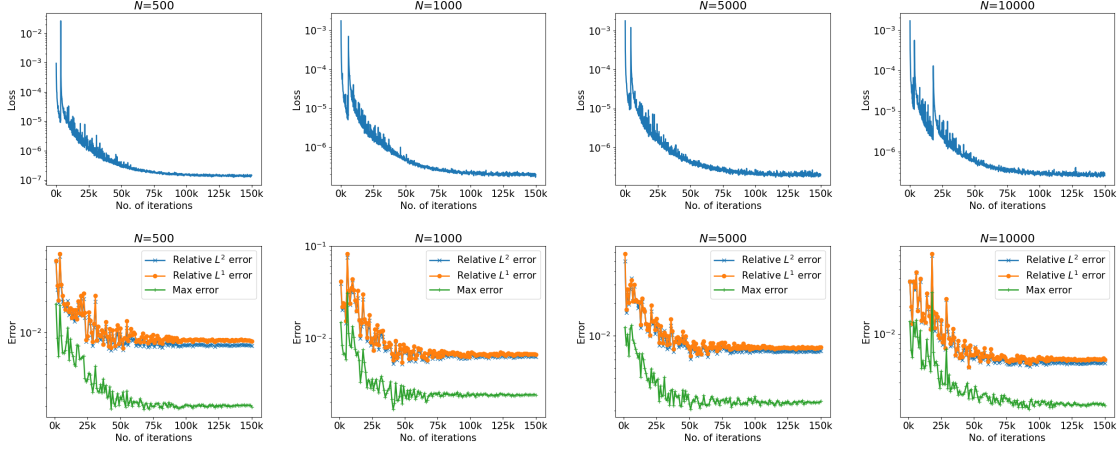 N=500
10⁻²
10⁻³
10⁻⁴
10⁻⁵
10⁻⁶
10⁻⁷
Loss
0k 25k 50k 75k 100k 125k 150k
No. of iterations
N=1000
10⁻³
10⁻⁴
10⁻⁵
10⁻⁶
Loss
0k 25k 50k 75k 100k 125k 150k
No. of iterations
N=5000
10⁻³
10⁻⁴
10⁻⁵
10⁻⁶
Loss
0k 25k 50k 75k 100k 125k 150k
No. of iterations
N=10000
10⁻³
10⁻⁴
10⁻⁵
10⁻⁶
Loss
0k 25k 50k 75k 100k 125k 150k
No. of iterations
N=500
Relative L² error
Relative L¹ error
Max error
10⁻²
Error
0k 25k 50k 75k 100k 125k 150k
No. of iterations
N=1000
10⁻¹
Relative L² error
Relative L¹ error
Max error
10⁻²
Error
0k 25k 50k 75k 100k 125k 150k
No. of iterations
N=5000
Relative L² error
Relative L¹ error
Max error
10⁻²
Error
0k 25k 50k 75k 100k 125k 150k
No. of iterations
N=10000
Relative L² error
Relative L¹ error
Max error
10⁻²
Error
0k 25k 50k 75k 100k 125k 150k
No. of iterations